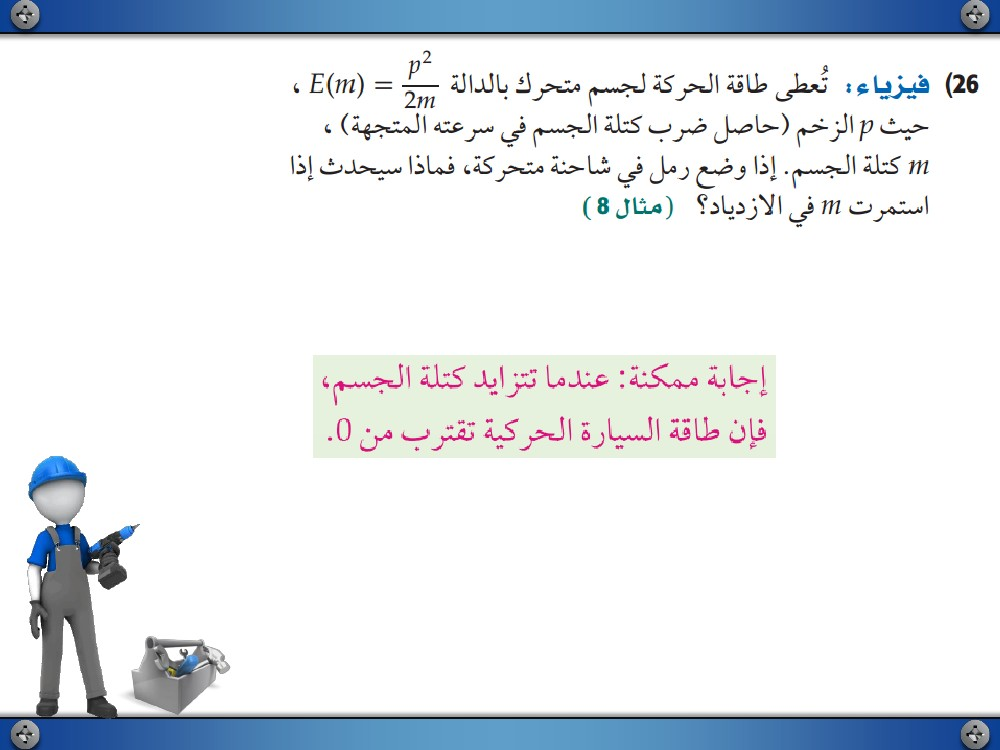 26) فيزياء: تُعطى طاقة الحركة لجسم متحرك بالدالة E(m) = p²/2m ،
حيث p الزخم (حاصل ضرب كتلة الجسم في سرعته المتجهة) ،
m كتلة الجسم. إذا وضع رمل في شاحنة متحركة، فماذا سيحدث إذا
استمرت m في الازدياد؟ (مثال 8)
إجابة ممكنة: عندما تتزايد كتلة الجسم،
فإن طاقة السيارة الحركية تقترب من 0.